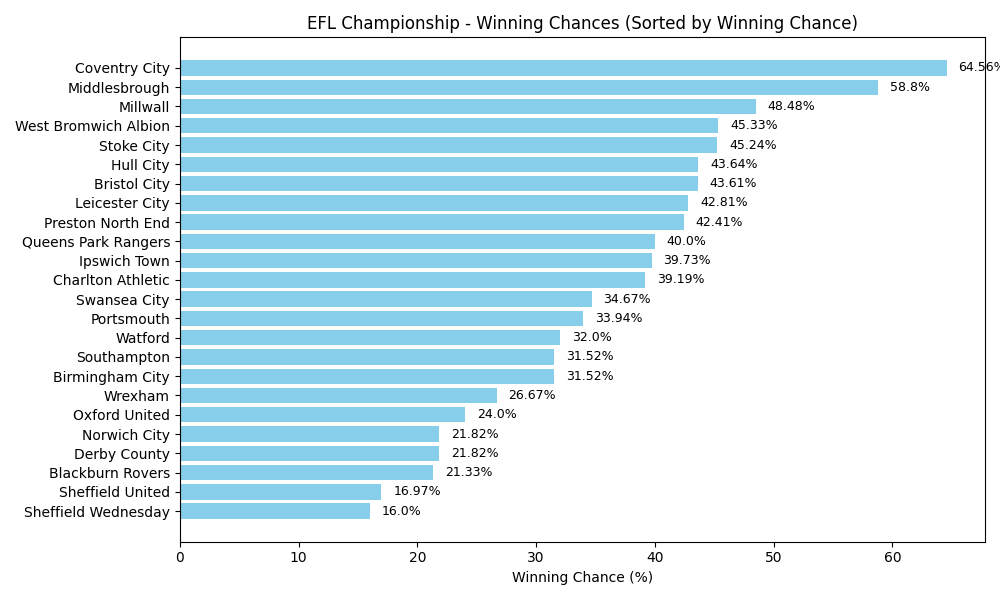 EFL Championship - Winning Chances (Sorted by Winning Chance)
Coventry City 64.56%
Middlesbrough 58.8%
Millwall 48.48%
West Bromwich Albion 45.33%
Stoke City 45.24%
Hull City 43.64%
Bristol City 43.61%
Leicester City 42.81%
Preston North End 42.41%
Queens Park Rangers 40.0%
Ipswich Town 39.73%
Charlton Athletic 39.19%
Swansea City 34.67%
Portsmouth 33.94%
Watford 32.0%
Southampton 31.52%
Birmingham City 31.52%
Wrexham 26.67%
Oxford United 24.0%
Norwich City 21.82%
Derby County 21.82%
Blackburn Rovers 21.33%
Sheffield United 16.97%
Sheffield Wednesday 16.0%
0 10 20 30 40 50 60
Winning Chance (%)